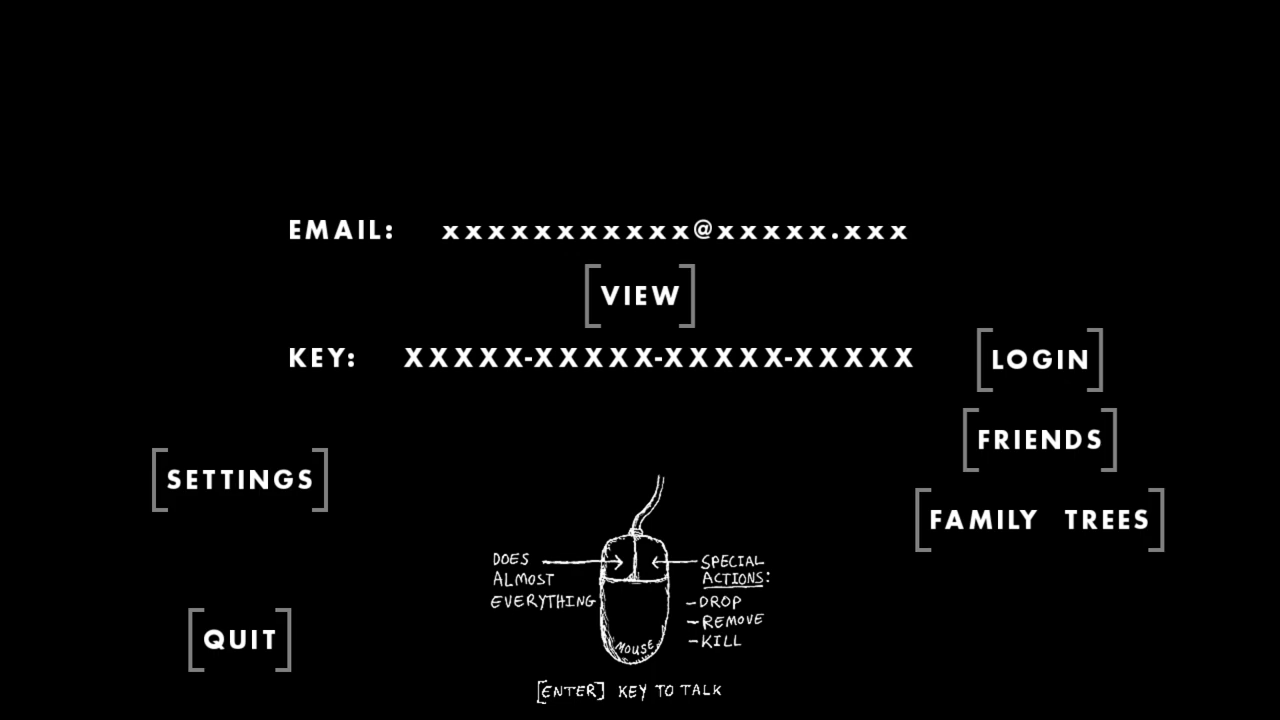 EMAIL: xxxxxxxxxxx@xxxxx.xxx
VIEW
KEY: XXXXX-XXXXX-XXXXX-XXXXX
LOGIN
FRIENDS
SETTINGS
FAMILY TREES
DOES
ALMOST
EVERYTHING
SPECIAL
ACTIONS:
-DROP
-REMOVE
-KILL
MOUSE
QUIT
[ENTER] KEY TO TALK